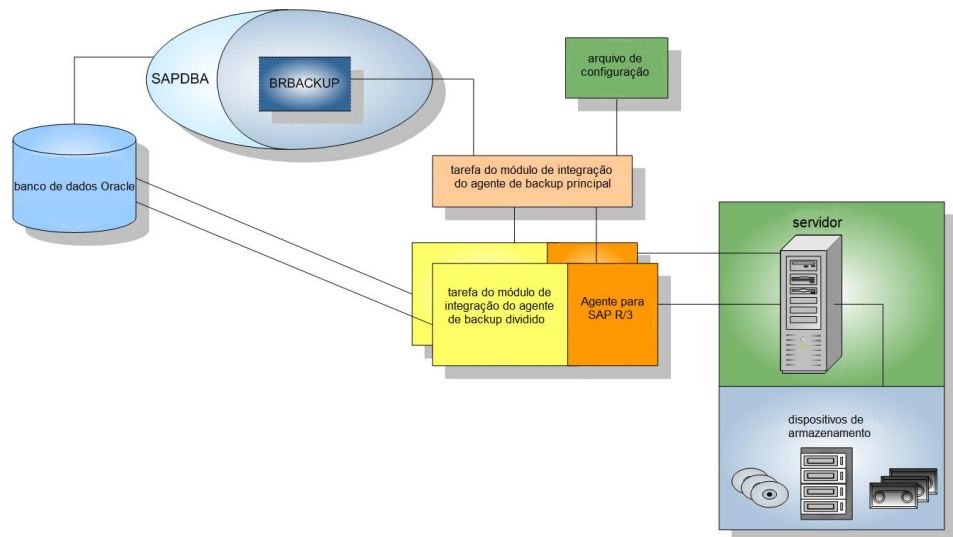 SAPDBA
BRBACKUP
arquivo de
configuração
banco de dados Oracle
tarefa do módulo de integração
do agente de backup principal
tarefa do módulo de
integração do agente
de backup dividido
Agente para
SAP R/3
servidor
dispositivos de
armazenamento